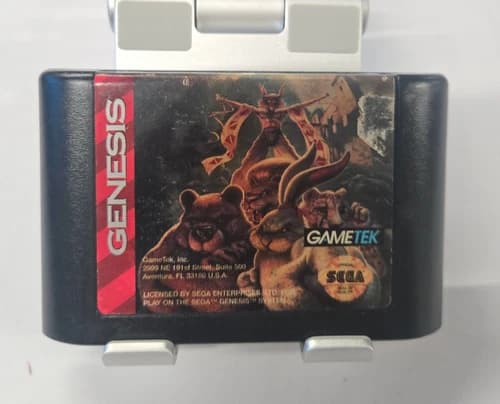 GENESIS
GAMETEK
GameTek, Inc.
2999 NE 191st Street, Suite 500
Aventura, FL 33180 U.S.A.
SEGA
LICENSED BY SEGA ENTERPRISES LTD. FOR
PLAY ON THE SEGA™ GENESIS™ SYSTEM.